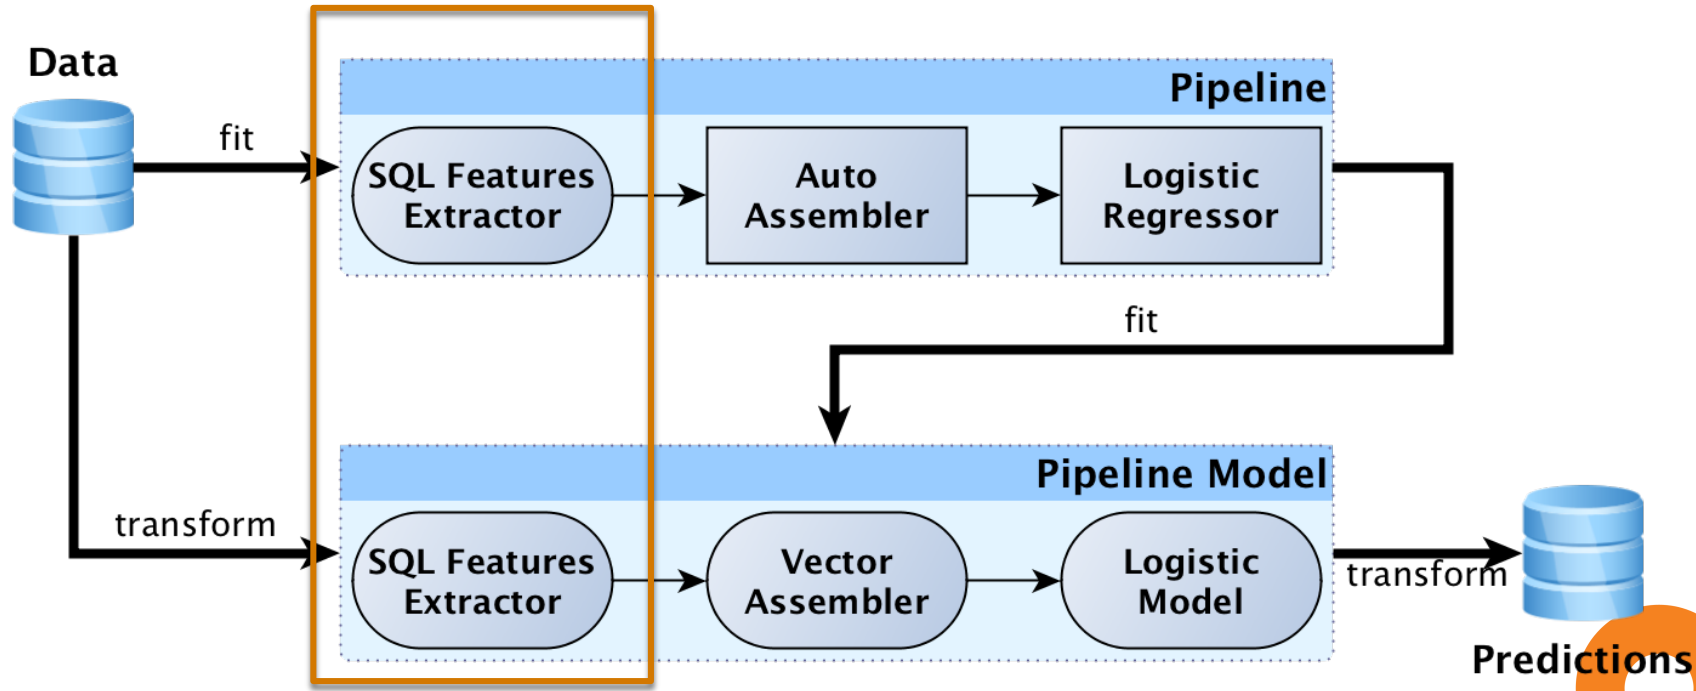 Data
fit
Pipeline
SQL Features
Extractor
Auto
Assembler
Logistic
Regressor
fit
transform
Pipeline Model
SQL Features
Extractor
Vector
Assembler
Logistic
Model
transform
Predictions